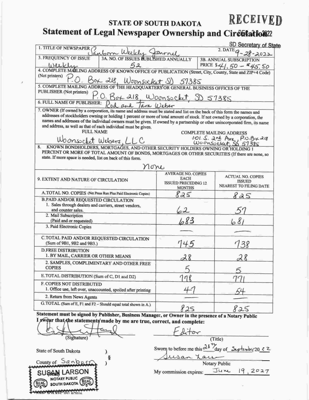 STATE OF SOUTH DAKOTA
RECEIVED
Statement of Legal Newspaper Ownership and Circulation
SD Secretary of State
1. TITLE OF NEWSPAPER Sanborn Weekly Journal
2. DATE 9-28-2022
3. FREQUENCY OF ISSUE
Weekly
3A. NO. OF ISSUES PUBLISHED ANNUALLY
52
3B. ANNUAL SUBSCRIPTION
PRICE $41.50 - $45.50
4. COMPLETE MAILING ADDRESS OF KNOWN OFFICE OF PUBLICATION (Street, City, County, State and ZIP+4 Code)
(Not printers) P.O. Box 218, Woonsocket, SD 57385
5. COMPLETE MAILING ADDRESS OF THE HEADQUARTERS OF GENERAL BUSINESS OFFICES OF THE
PUBLISHER (Not printers) P.O. Box 218, Woonsocket, SD 57385
6. FULL NAME OF PUBLISHER: Rod and Tara Weber
7. OWNER (If owned by a corporation, its name and address must be stated and list on the back of this form the names and
addresses of stockholders owning or holding 1 percent or more of total amount of stock. If not owned by a corporation, the
names and addresses of the individual owners must be given. If owned by a partnership or other unincorporated firm, its name
and address, as well as that of each individual must be given.
FULL NAME
COMPLETE MAILING ADDRESS
Woonsocket Webers, LLC
Woonsocket, SD 57385
8. KNOWN BONDHOLDERS, MORTGAGES, AND OTHER SECURITY HOLDERS OWNING OR HOLDING 1
PERCENT OR MORE OF TOTAL AMOUNT OF BONDS, MORTGAGES OR OTHER SECURITIES (If there are none, so
state. If more space is needed, list on back of this form.
None
9. EXTENT AND NATURE OF CIRCULATION
AVERAGE NO. COPIES
EACH
ISSUE DURING PRECEDING 12
MONTHS
ACTUAL NO. COPIES
ISSUED
NEAREST TO FILING DATE
A. TOTAL NO. COPIES (Net Press Run Plus Paid Electronic Copies) 825 825
B. PAID AND/OR REQUESTED CIRCULATION
1. Sales through dealers and carriers, street vendors,
and counter sales 62 57
2. Mail Subscription
(Paid and or requested) 683 681
3. Paid Electronic Copies
C. TOTAL PAID AND/OR REQUESTED CIRCULATION
(Sum of 9B1, 9B2 and 9B3.) 745 738
D. FREE DISTRIBUTION
1. BY MAIL, CARRIER OR OTHER MEANS 28 28
2. SAMPLES, COMPLIMENTARY AND OTHER FREE
COPIES 5 5
E. TOTAL DISTRIBUTION (Sum of C, D1 and D2) 778 771
F. COPIES NOT DISTRIBUTED
1. Office use, left over, unaccounted, spoiled after printing 47 54
2. Return from News Agents
G. TOTAL (Sum of E, F1 and F2 - Should equal total shown in A.) 825 825
Statement must be signed by Publisher, Business Manager, or Owner in the presence of a Notary Public
I swear that the statements made by me are true, correct, and complete:
Editor
(Signature)
(Title)
State of South Dakota )
Sworn to before me this 28th day of September 2022
County of Sanborn )
Susan Larson
Notary Public
SUSAN LARSON
NOTARY PUBLIC
SOUTH DAKOTA
My commission expires: June 19, 2027